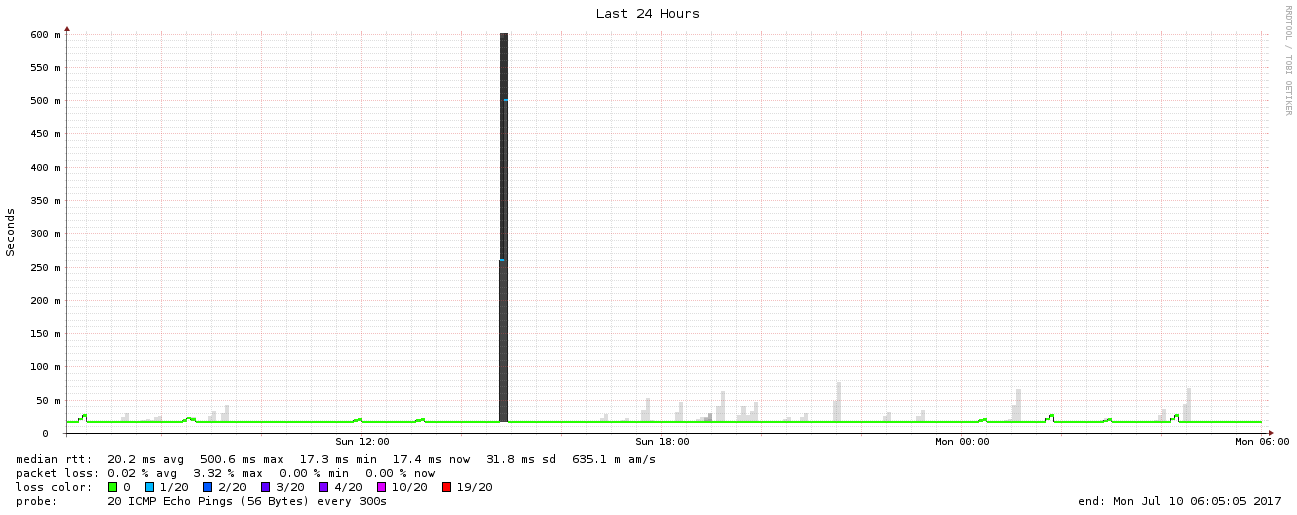 Last 24 Hours
RRDTOOL / TOBI OETIKER
600 m
550 m
500 m
450 m
400 m
350 m
300 m
250 m
200 m
150 m
100 m
50 m
0
Seconds
Sun 12:00 Sun 18:00 Mon 00:00 Mon 06:00
median rtt: 20.2 ms avg 500.6 ms max 17.3 ms min 17.4 ms now 31.8 ms sd 635.1 m am/s
packet loss: 0.02 % avg 3.32 % max 0.00 % min 0.00 % now
loss color: 0 1/20 2/20 3/20 4/20 10/20 19/20
probe: 20 ICMP Echo Pings (56 Bytes) every 300s end: Mon Jul 10 06:05:05 2017